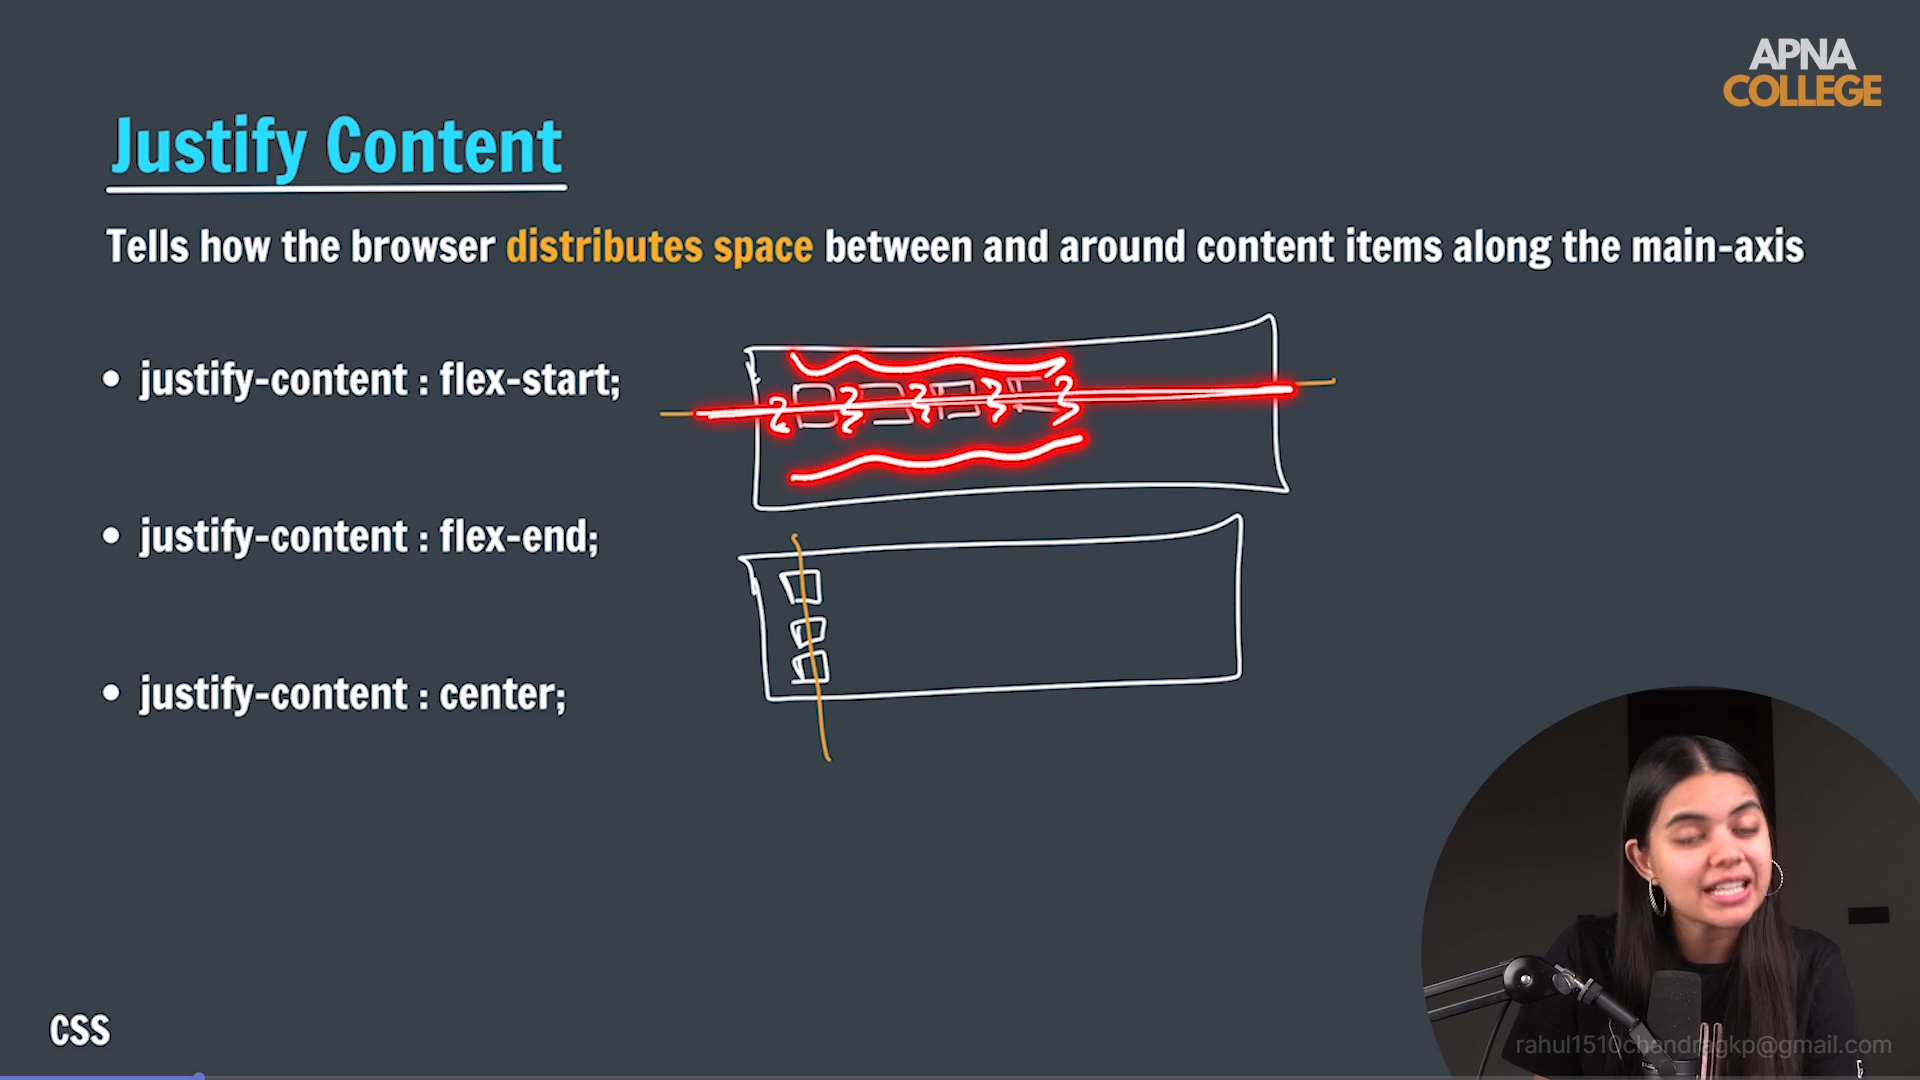 APNA
COLLEGE
Justify Content
Tells how the browser distributes space between and around content items along the main-axis
• justify-content : flex-start;
• justify-content : flex-end;
• justify-content : center;
CSS
rahul1510chandragkp@gmail.com